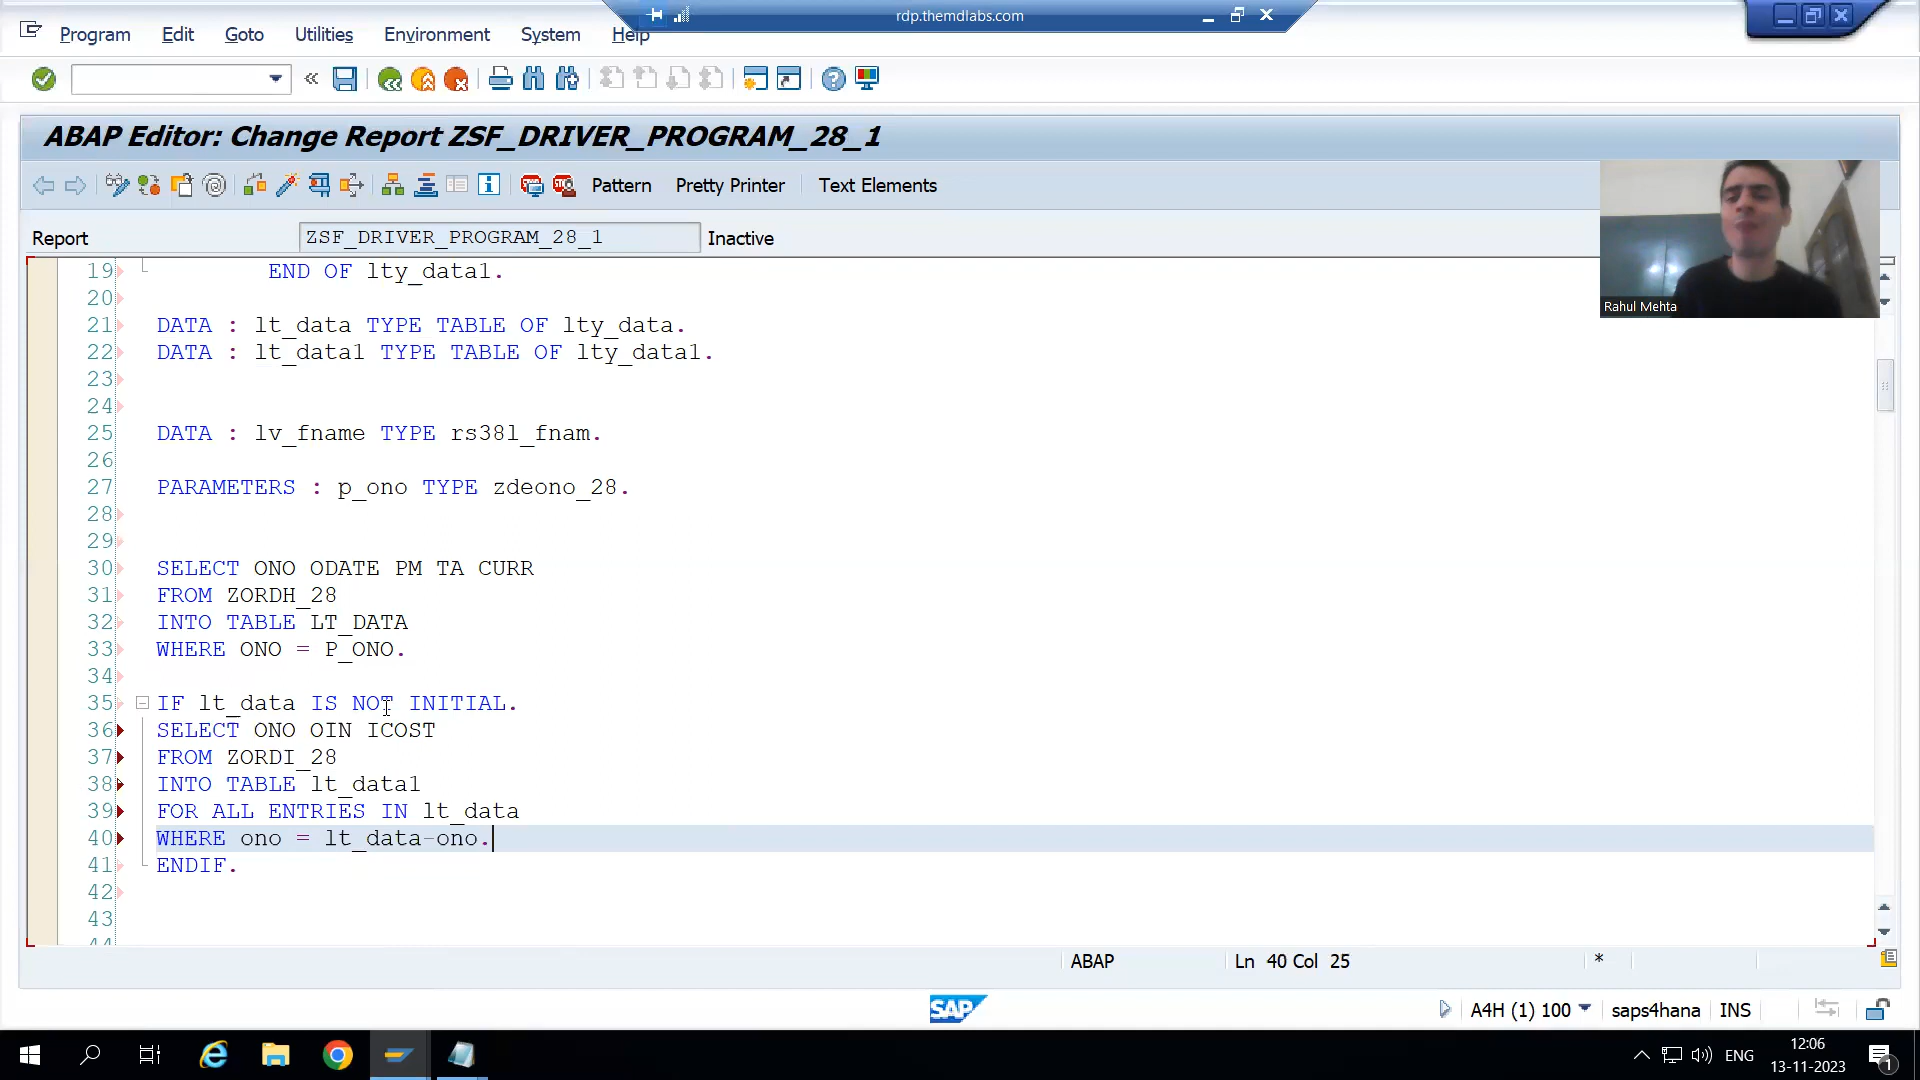 rdp.themdlabs.com
Program Edit Goto Utilities Environment System Help
«
ABAP Editor: Change Report ZSF_DRIVER_PROGRAM_28_1
Pattern Pretty Printer Text Elements
Report ZSF_DRIVER_PROGRAM_28_1 Inactive
Rahul Mehta
19 END OF lty_data1.
20
21 DATA : lt_data TYPE TABLE OF lty_data.
22 DATA : lt_data1 TYPE TABLE OF lty_data1.
23
24
25 DATA : lv_fname TYPE rs38l_fnam.
26
27 PARAMETERS : p_ono TYPE zdeono_28.
28
29
30 SELECT ONO ODATE PM TA CURR
31 FROM ZORDH_28
32 INTO TABLE LT_DATA
33 WHERE ONO = P_ONO.
34
35 IF lt_data IS NOT INITIAL.
36 SELECT ONO OIN ICOST
37 FROM ZORDI_28
38 INTO TABLE lt_data1
39 FOR ALL ENTRIES IN lt_data
40 WHERE ono = lt_data-ono.
41 ENDIF.
42
43
44
ABAP Ln 40 Col 25 *
SAP A4H (1) 100 saps4hana INS
ENG 12:06
13-11-2023 1